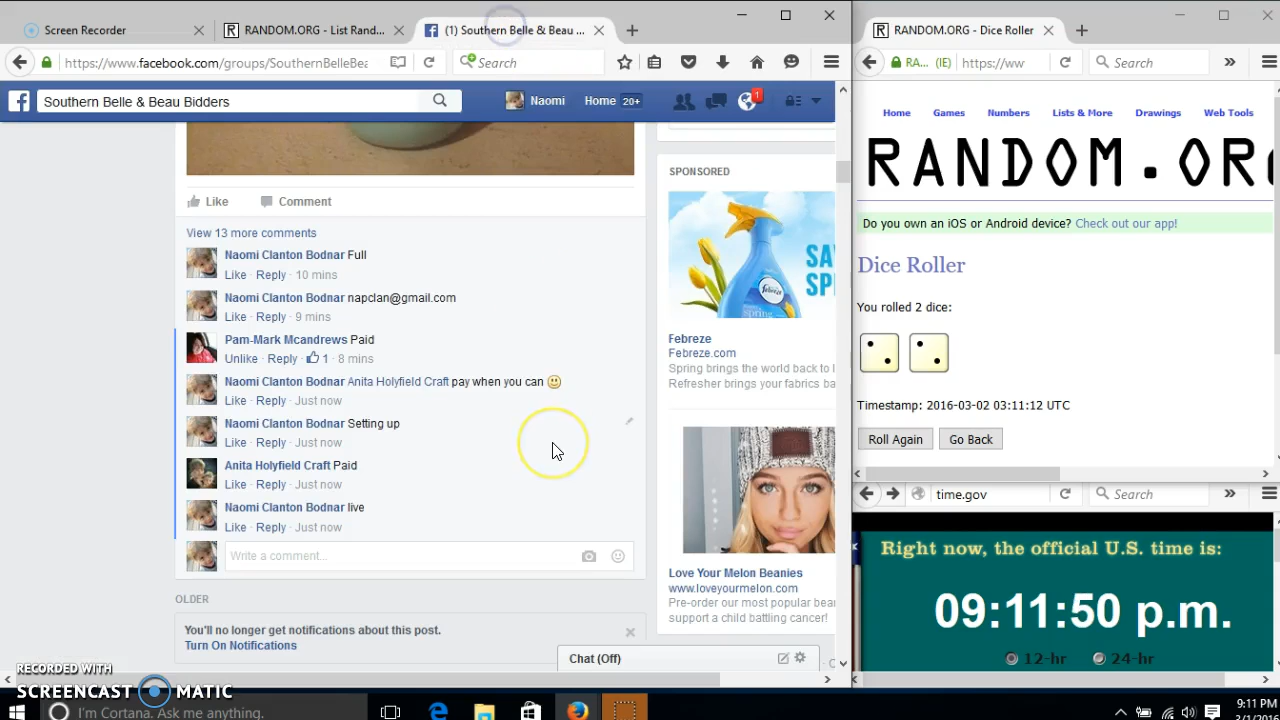 Screen Recorder
RANDOM.ORG - List Rand...
(1) Southern Belle & Beau ...
RANDOM.ORG - Dice Roller
https://www.facebook.com/groups/SouthernBelleBea
Search
RA... (IE)
https://ww
Search
Southern Belle & Beau Bidders
Naomi
Home 20+
1
Home
Games
Numbers
Lists & More
Drawings
Web Tools
RANDOM.OR
Do you own an iOS or Android device? Check out our app!
Like
Comment
View 13 more comments
Naomi Clanton Bodnar Full
Like · Reply · 10 mins
Naomi Clanton Bodnar napclan@gmail.com
Like · Reply · 9 mins
Pam-Mark Mcandrews Paid
Unlike · Reply · 1 · 8 mins
Naomi Clanton Bodnar Anita Holyfield Craft pay when you can
Like · Reply · Just now
Naomi Clanton Bodnar Setting up
Like · Reply · Just now
Anita Holyfield Craft Paid
Like · Reply · Just now
Naomi Clanton Bodnar live
Like · Reply · Just now
Write a comment...
OLDER
You'll no longer get notifications about this post.
Turn On Notifications
SPONSORED
SA
SP
Febreze
Febreze
Febreze.com
Spring brings the world back to l
Refresher brings your fabrics ba
Love Your Melon Beanies
www.loveyourmelon.com
Pre-order our most popular bea
support a child battling cancer!
Chat (Off)
Dice Roller
You rolled 2 dice:
Timestamp: 2016-03-02 03:11:12 UTC
Roll Again
Go Back
time.gov
Search
Right now, the official U.S. time is:
09:11:50 p.m.
12-hr
24-hr
RECORDED WITH
SCREENCAST MATIC
I'm Cortana. Ask me anything.
9:11 PM